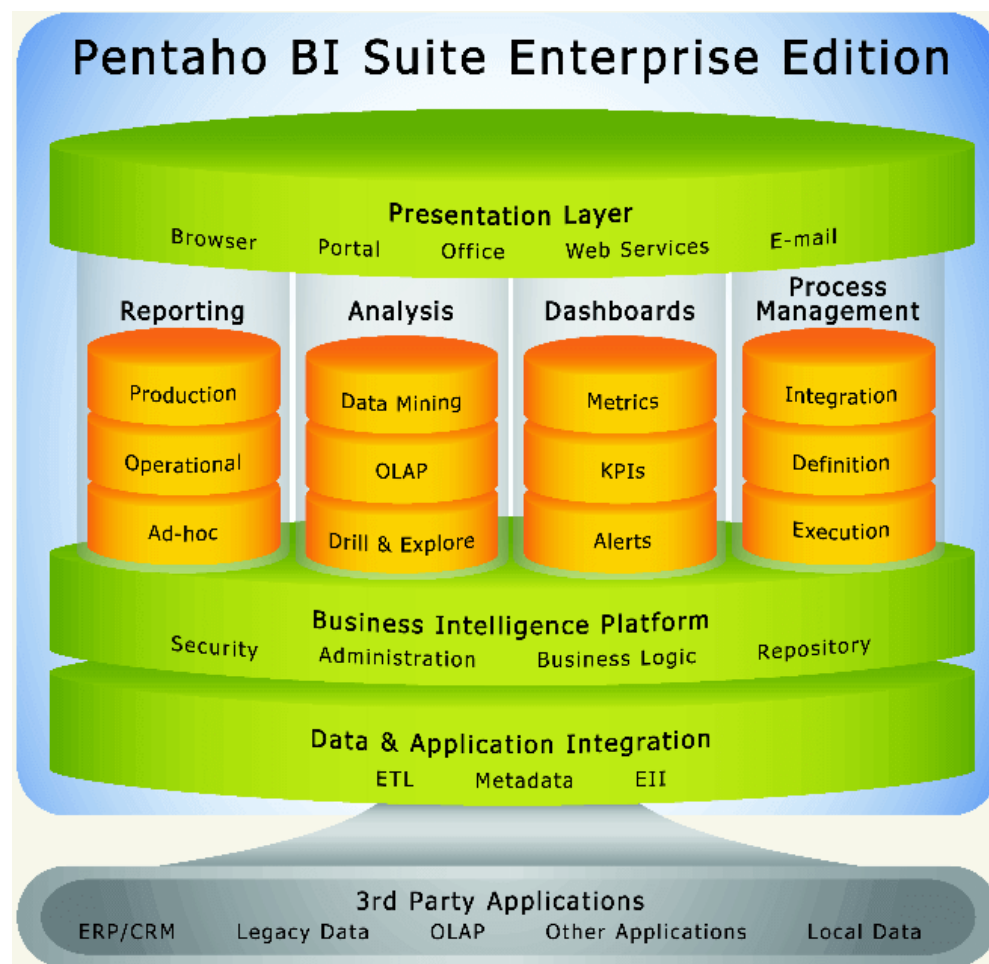 Pentaho BI Suite Enterprise Edition
Presentation Layer
Browser Portal Office Web Services E-mail
Reporting
Production
Operational
Ad-hoc
Analysis
Data Mining
OLAP
Drill & Explore
Dashboards
Metrics
KPIs
Alerts
Process
Management
Integration
Definition
Execution
Business Intelligence Platform
Security Administration Business Logic Repository
Data & Application Integration
ETL Metadata EII
3rd Party Applications
ERP/CRM Legacy Data OLAP Other Applications Local Data